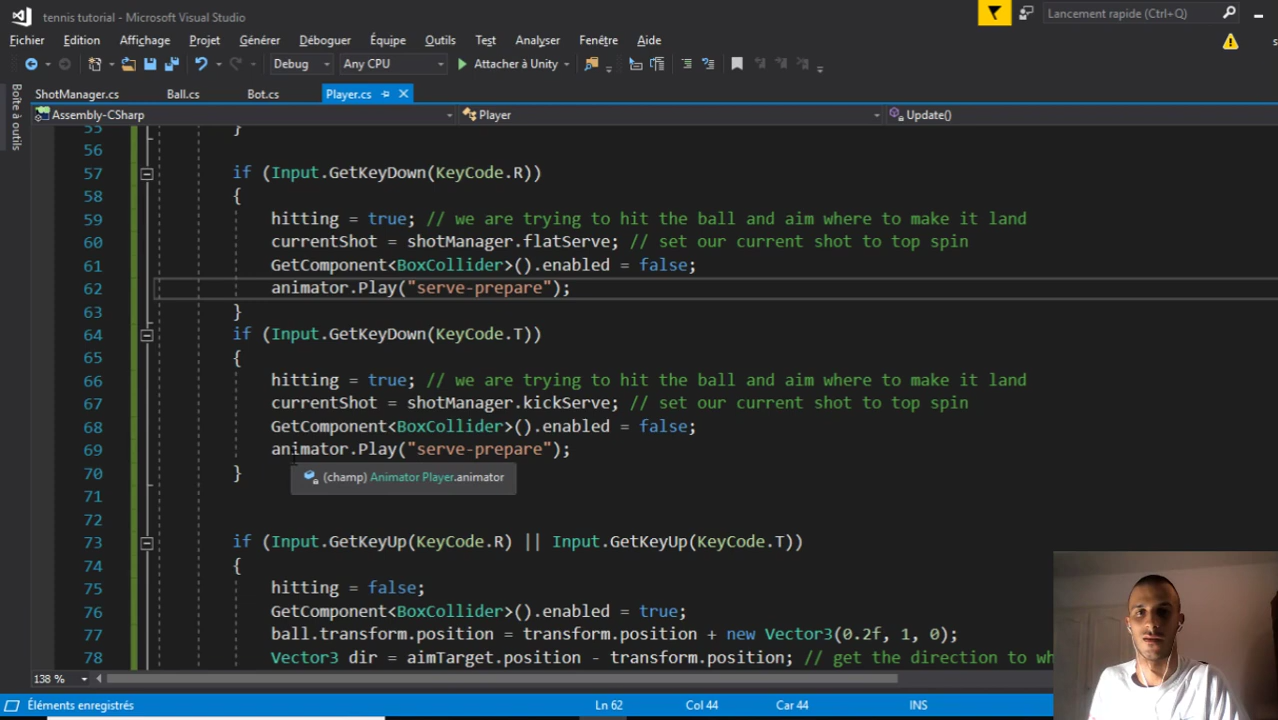 tennis tutorial - Microsoft Visual Studio
Lancement rapide (Ctrl+Q)
Fichier Edition Affichage Projet Générer Déboguer Équipe Outils Test Analyser Fenêtre Aide
Debug Any CPU Attacher à Unity
Boîte à outils
ShotManager.cs Ball.cs Bot.cs Player.cs
Assembly-CSharp Player Update()
55 }
56
57 if (Input.GetKeyDown(KeyCode.R))
58 {
59 hitting = true; // we are trying to hit the ball and aim where to make it land
60 currentShot = shotManager.flatServe; // set our current shot to top spin
61 GetComponent<BoxCollider>().enabled = false;
62 animator.Play("serve-prepare");
63 }
64 if (Input.GetKeyDown(KeyCode.T))
65 {
66 hitting = true; // we are trying to hit the ball and aim where to make it land
67 currentShot = shotManager.kickServe; // set our current shot to top spin
68 GetComponent<BoxCollider>().enabled = false;
69 animator.Play("serve-prepare");
70 }
(champ) Animator Player.animator
71
72
73 if (Input.GetKeyUp(KeyCode.R) || Input.GetKeyUp(KeyCode.T))
74 {
75 hitting = false;
76 GetComponent<BoxCollider>().enabled = true;
77 ball.transform.position = transform.position + new Vector3(0.2f, 1, 0);
78 Vector3 dir = aimTarget.position - transform.position; // get the direction to wh
138 %
Éléments enregistrés Ln 62 Col 44 Car 44 INS